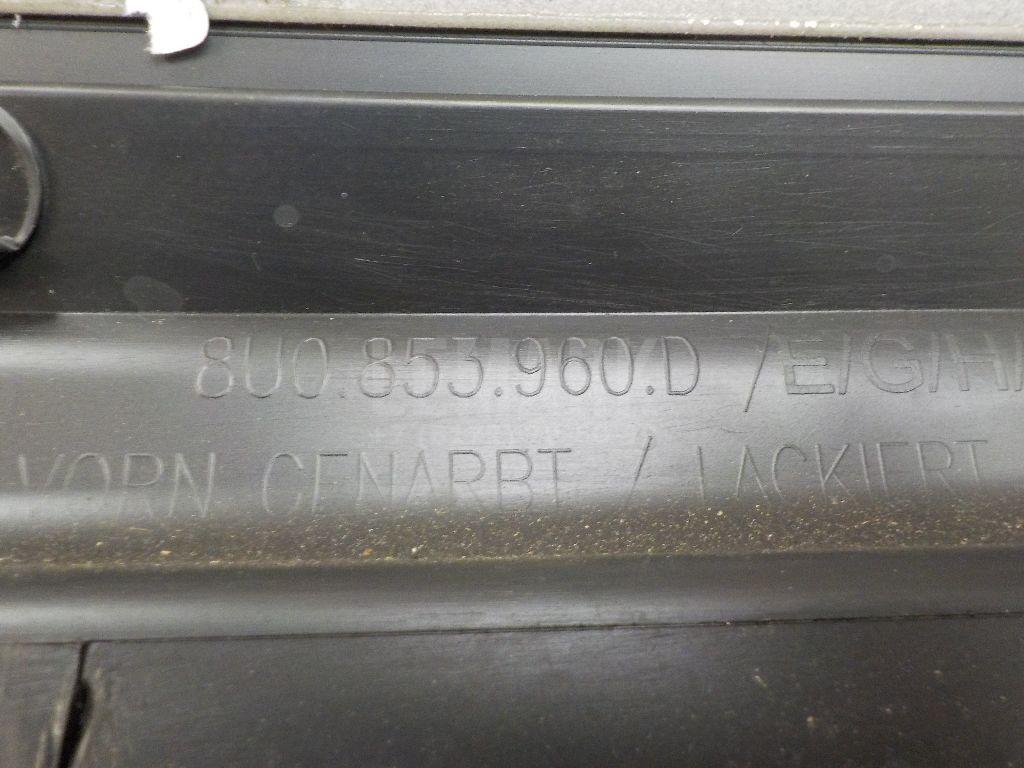 8U0.853.960.D /E/G/H/
VORN GENARBT / LACKIERT